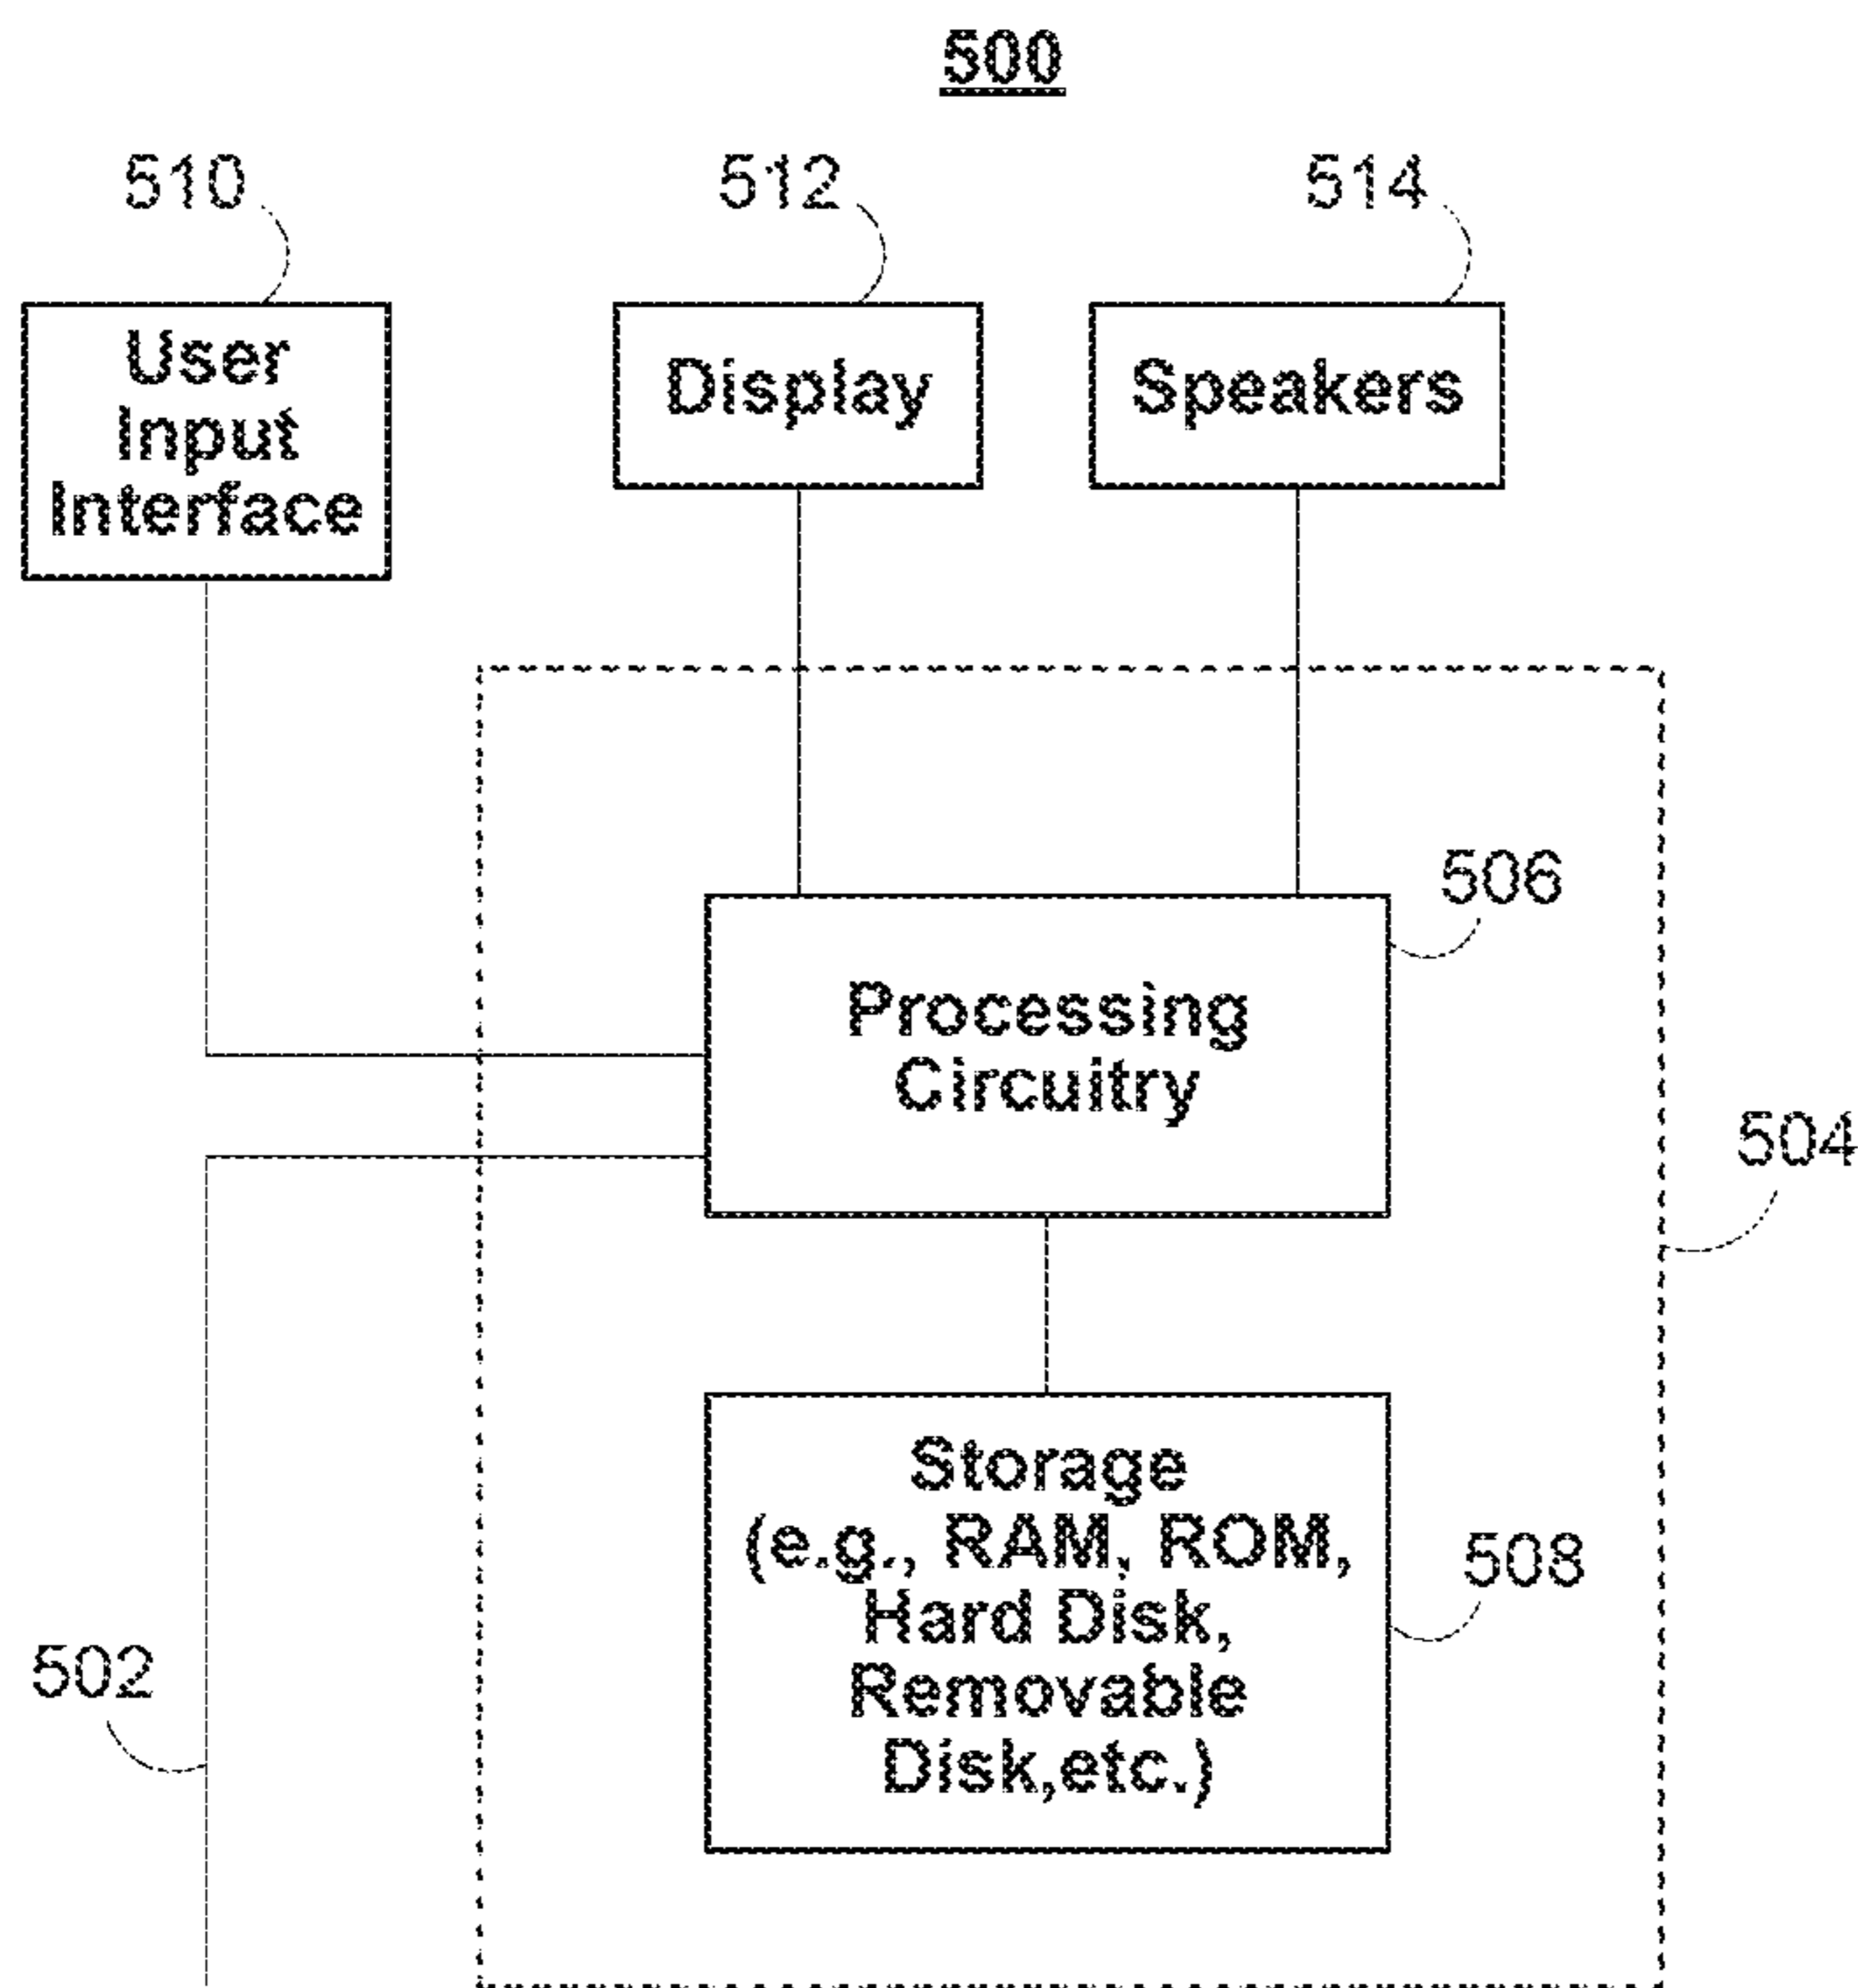 500
510
512
514
User
Input
Interface
Display
Speakers
506
Processing
Circuitry
504
Storage
(e.g., RAM, ROM,
Hard Disk,
Removable
Disk,etc.)
508
502